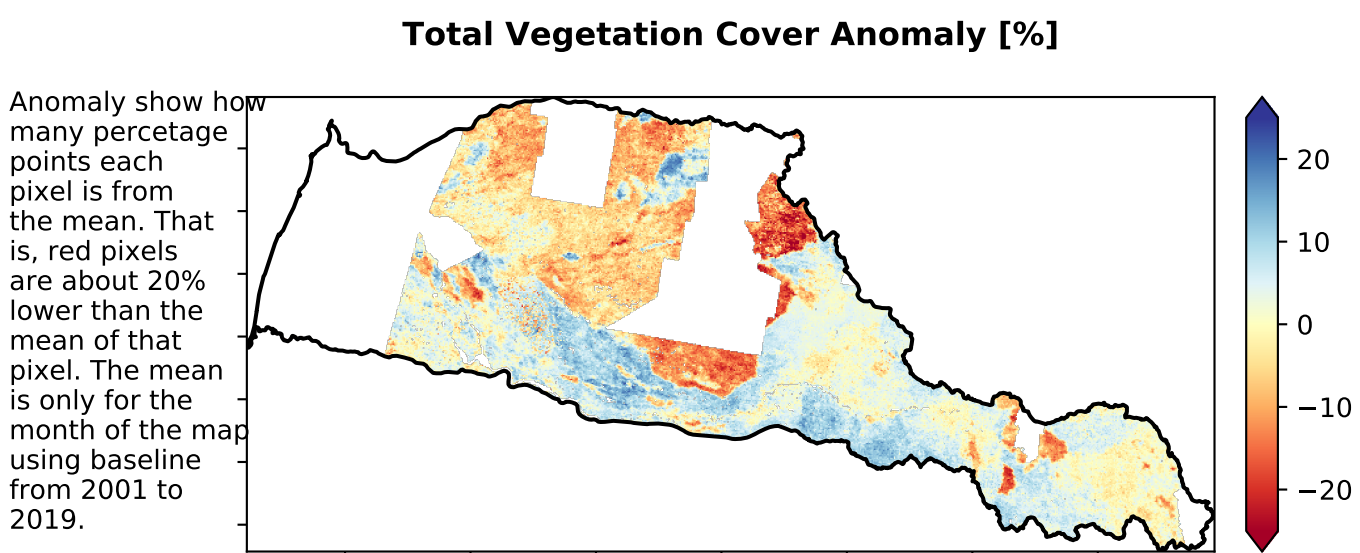 Total Vegetation Cover Anomaly [%]
Anomaly show how
many percetage
points each
pixel is from
the mean. That
is, red pixels
are about 20%
lower than the
mean of that
pixel. The mean
is only for the
month of the map
using baseline
from 2001 to
2019.
20
10
0
−10
−20